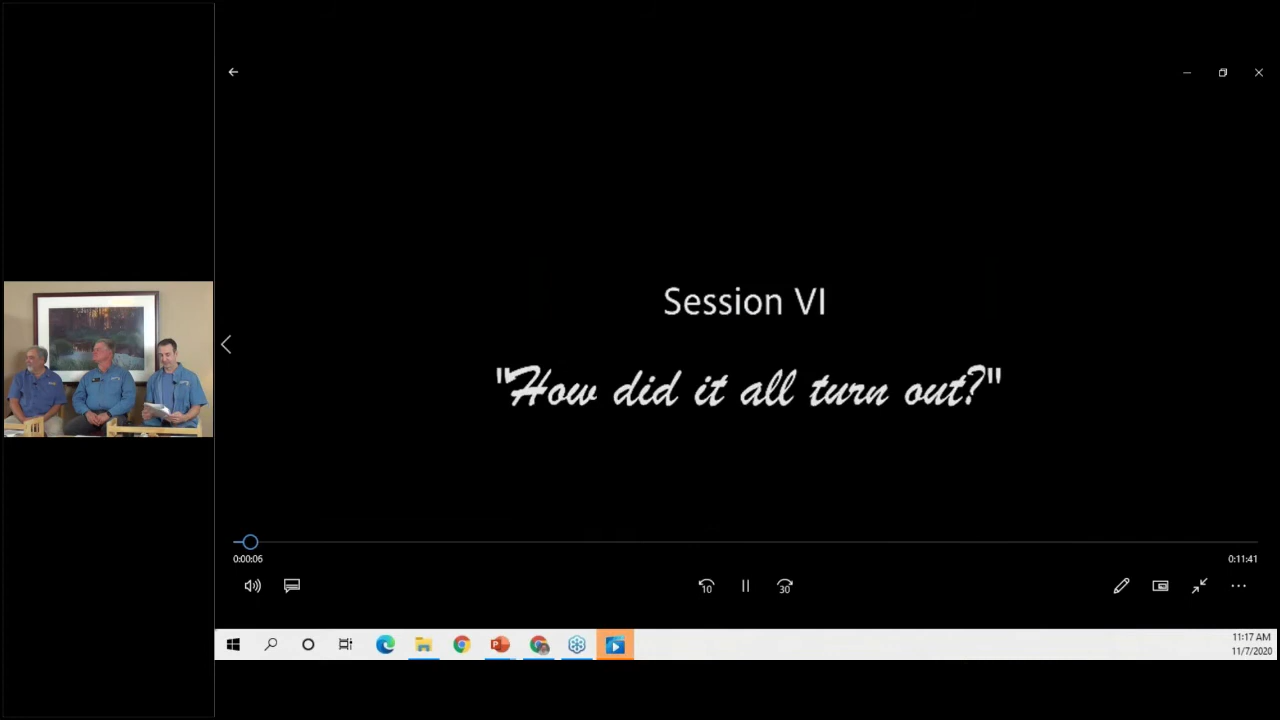 Session VI
"How did it all turn out?"
0:00:06
0:11:41
10
30
11:17 AM
11/7/2020